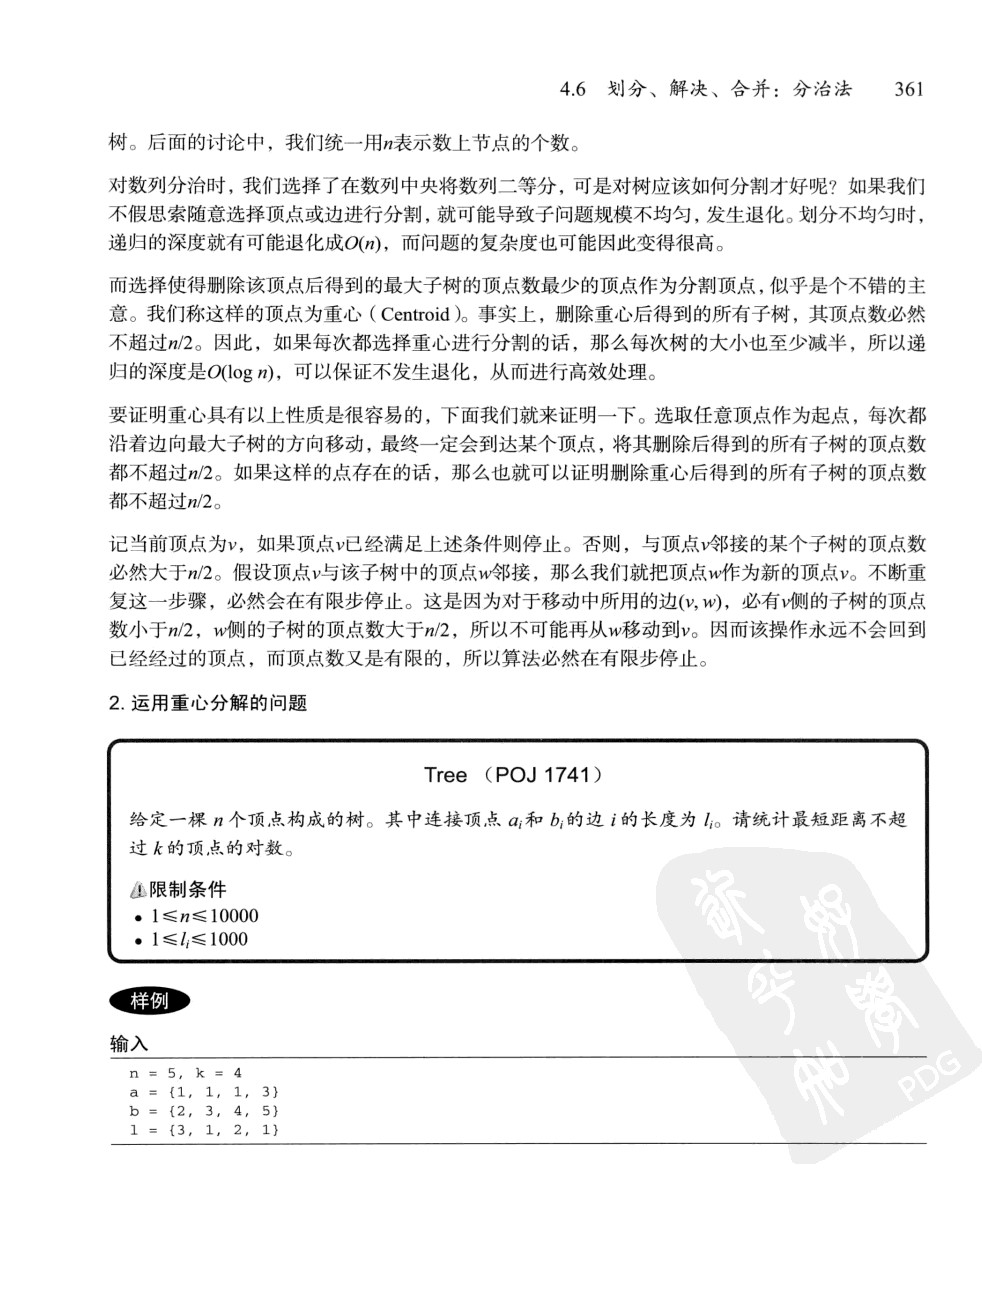 4.6 划分、解决、合并：分治法 361
树。后面的讨论中，我们统一用n表示数上节点的个数。
对数列分治时，我们选择了在数列中央将数列二等分，可是对树应该如何分割才好呢？如果我们
不假思索随意选择顶点或边进行分割，就可能导致子问题规模不均匀，发生退化。划分不均匀时，
递归的深度就有可能退化成O(n)，而问题的复杂度也可能因此变得很高。
而选择使得删除该顶点后得到的最大子树的顶点数最少的顶点作为分割顶点，似乎是个不错的主
意。我们称这样的顶点为重心（Centroid）。事实上，删除重心后得到的所有子树，其顶点数必然
不超过n/2。因此，如果每次都选择重心进行分割的话，那么每次树的大小也至少减半，所以递
归的深度是O(log n)，可以保证不发生退化，从而进行高效处理。
要证明重心具有以上性质是很容易的，下面我们就来证明一下。选取任意顶点作为起点，每次都
沿着边向最大子树的方向移动，最终一定会到达某个顶点，将其删除后得到的所有子树的顶点数
都不超过n/2。如果这样的点存在的话，那么也就可以证明删除重心后得到的所有子树的顶点数
都不超过n/2。
记当前顶点为v，如果顶点v已经满足上述条件则停止。否则，与顶点v邻接的某个子树的顶点数
必然大于n/2。假设顶点v与该子树中的顶点w邻接，那么我们就把顶点w作为新的顶点v。不断重
复这一步骤，必然会在有限步停止。这是因为对于移动中所用的边(v, w)，必有v侧的子树的顶点
数小于n/2，w侧的子树的顶点数大于n/2，所以不可能再从w移动到v。因而该操作永远不会回到
已经经过的顶点，而顶点数又是有限的，所以算法必然在有限步停止。
2. 运用重心分解的问题
Tree （POJ 1741）
给定一棵 n 个顶点构成的树。其中连接顶点 ai和 bi的边 i 的长度为 li。请统计最短距离不超
过 k 的顶点的对数。
限制条件
• 1≤n≤10000
• 1≤li≤1000
样例
输入
n = 5, k = 4
a = {1, 1, 1, 3}
b = {2, 3, 4, 5}
l = {3, 1, 2, 1}
PDG